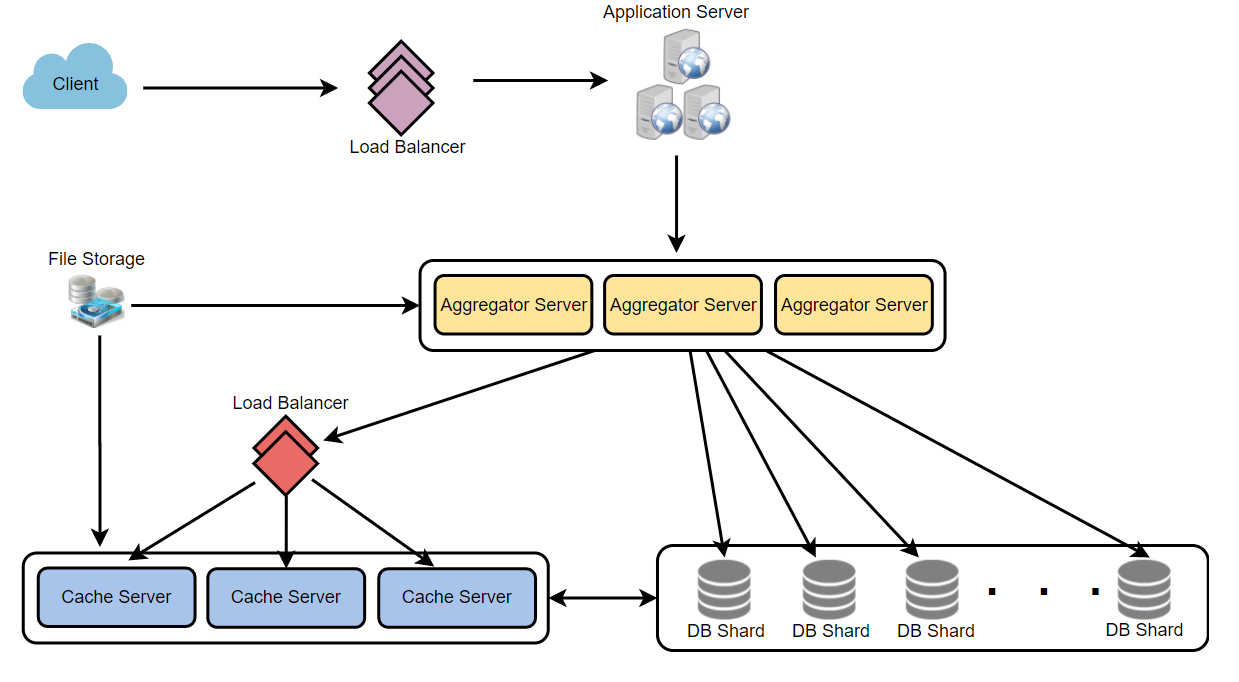 Application Server
Client
Load Balancer
File Storage
Aggregator Server
Aggregator Server
Aggregator Server
Load Balancer
Cache Server
Cache Server
Cache Server
DB Shard
DB Shard
DB Shard
DB Shard